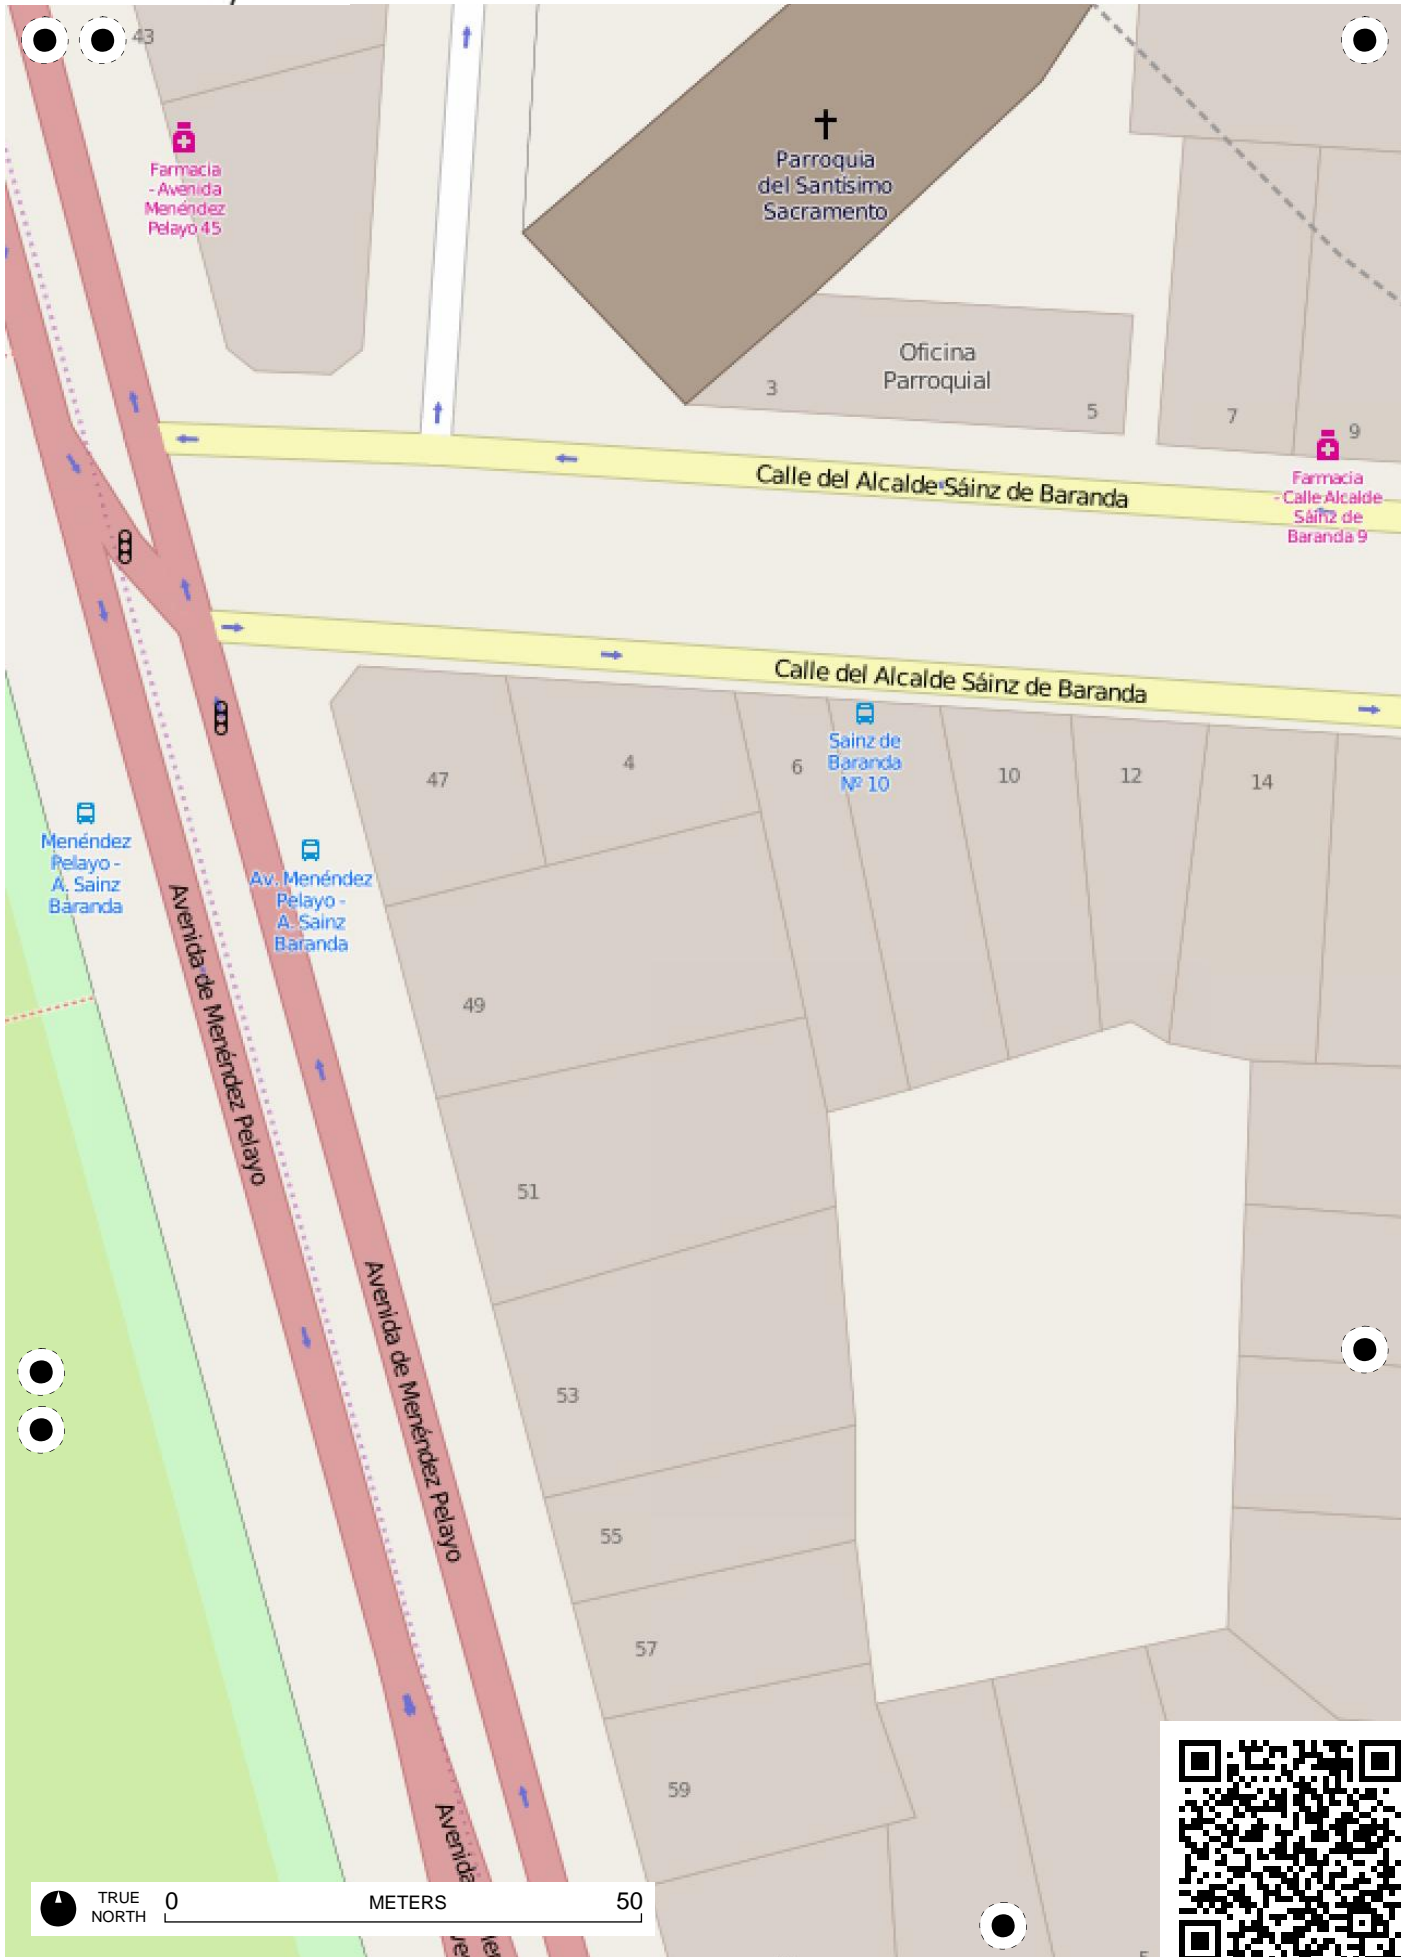 43
Farmacia
- Avenida
Menéndez
Pelayo 45
Parroquia
del Santísimo
Sacramento
Oficina
Parroquial
3
5
7
9
Farmacia
- Calle Alcalde
Sáinz de
Baranda 9
Calle del Alcalde Sáinz de Baranda
Calle del Alcalde Sáinz de Baranda
Sainz de
Baranda
Nº 10
47
4
6
10
12
14
Menéndez
Pelayo -
A. Sainz
Baranda
Av. Menéndez
Pelayo -
A. Sainz
Baranda
Avenida de Menéndez Pelayo
49
51
Avenida de Menéndez Pelayo
53
55
57
59
Avenida
TRUE
NORTH
0
METERS
50